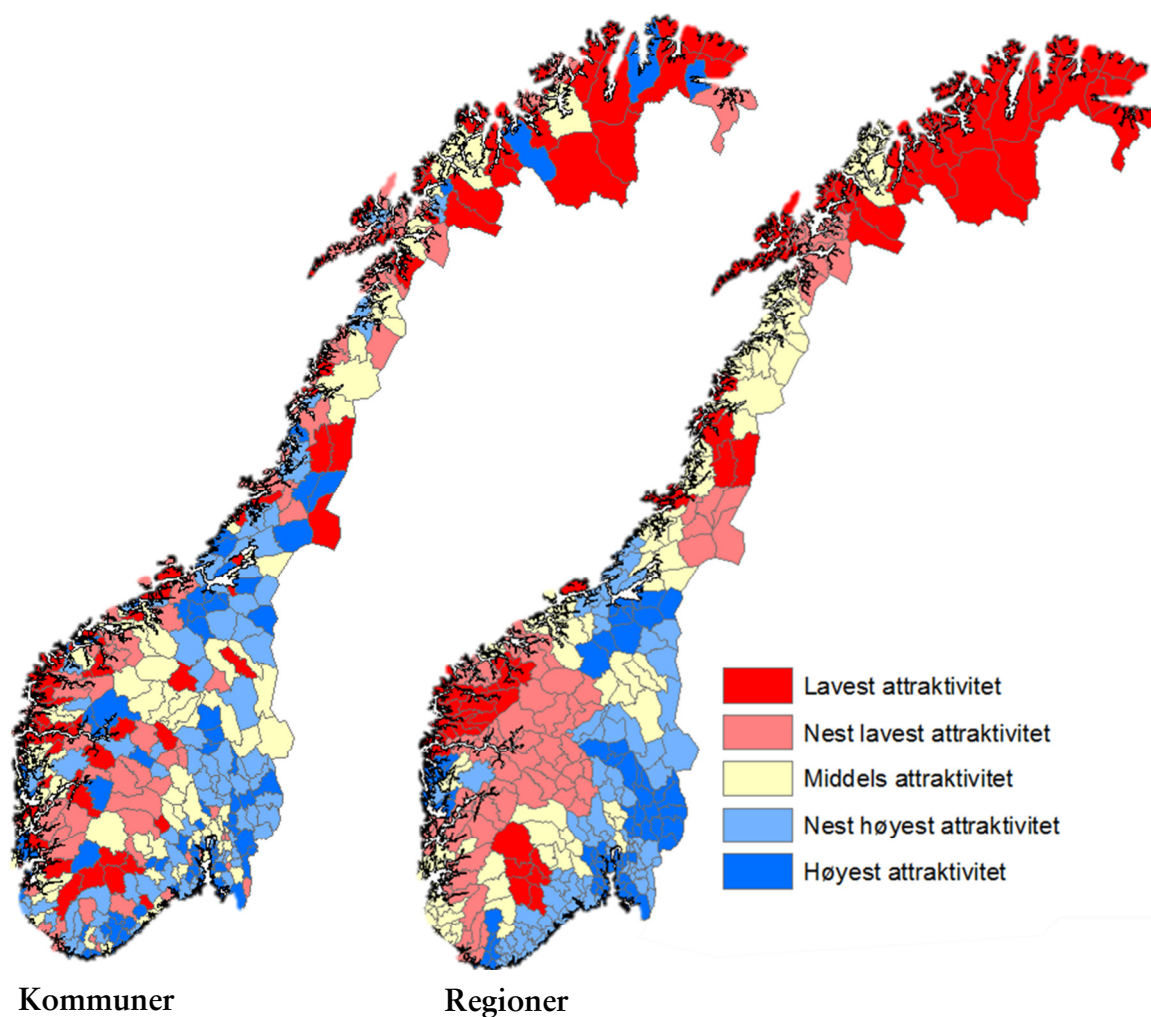 Lavest attraktivitet
Nest lavest attraktivitet
Middels attraktivitet
Nest høyest attraktivitet
Høyest attraktivitet
Kommuner
Regioner